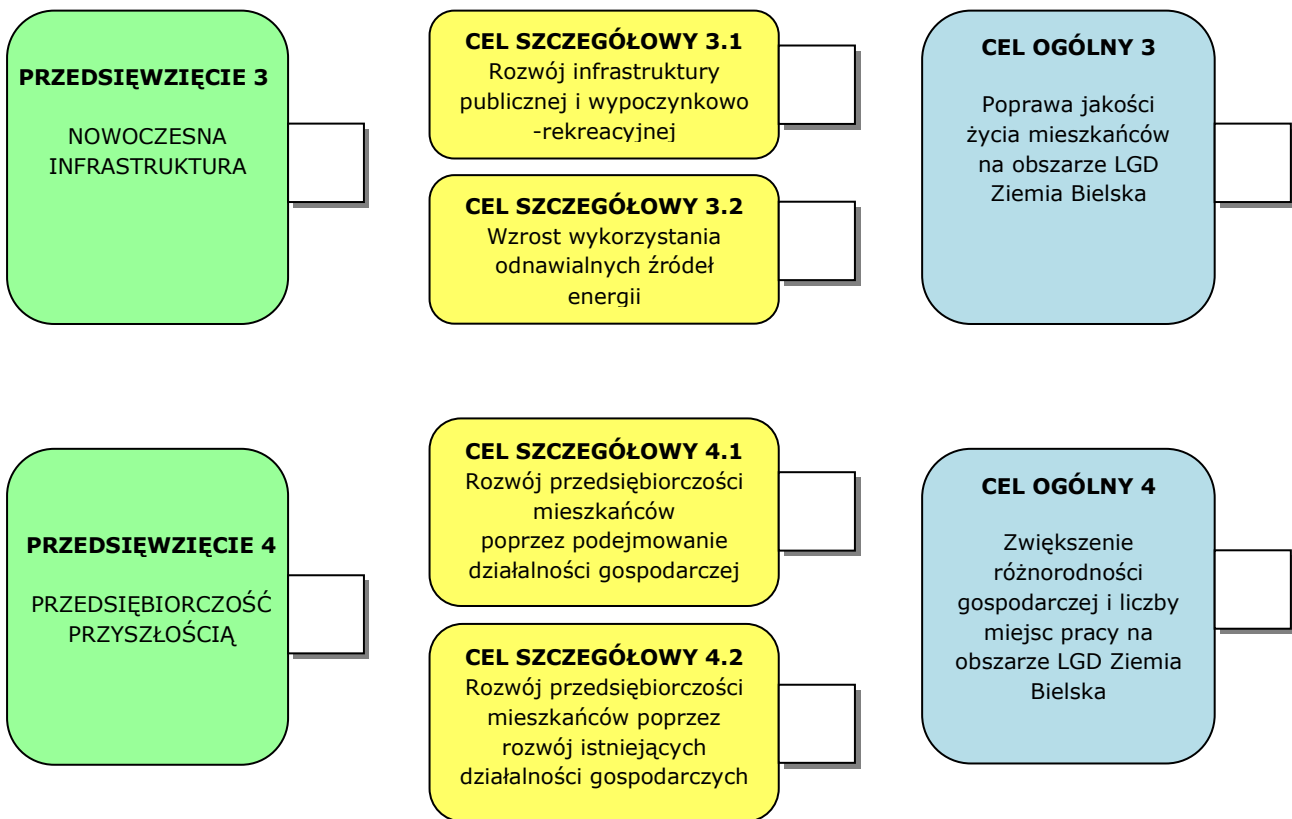 PRZEDSIĘWZIĘCIE 3
NOWOCZESNA
INFRASTRUKTURA
CEL SZCZEGÓŁOWY 3.1
Rozwój infrastruktury
publicznej i wypoczynkowo
-rekreacyjnej
CEL SZCZEGÓŁOWY 3.2
Wzrost wykorzystania
odnawialnych źródeł
energii
CEL OGÓLNY 3
Poprawa jakości
życia mieszkańców
na obszarze LGD
Ziemia Bielska
PRZEDSIĘWZIĘCIE 4
PRZEDSIĘBIORCZOŚĆ
PRZYSZŁOŚCIĄ
CEL SZCZEGÓŁOWY 4.1
Rozwój przedsiębiorczości
mieszkańców
poprzez podejmowanie
działalności gospodarczej
CEL SZCZEGÓŁOWY 4.2
Rozwój przedsiębiorczości
mieszkańców poprzez
rozwój istniejących
działalności gospodarczych
CEL OGÓLNY 4
Zwiększenie
różnorodności
gospodarczej i liczby
miejsc pracy na
obszarze LGD Ziemia
Bielska